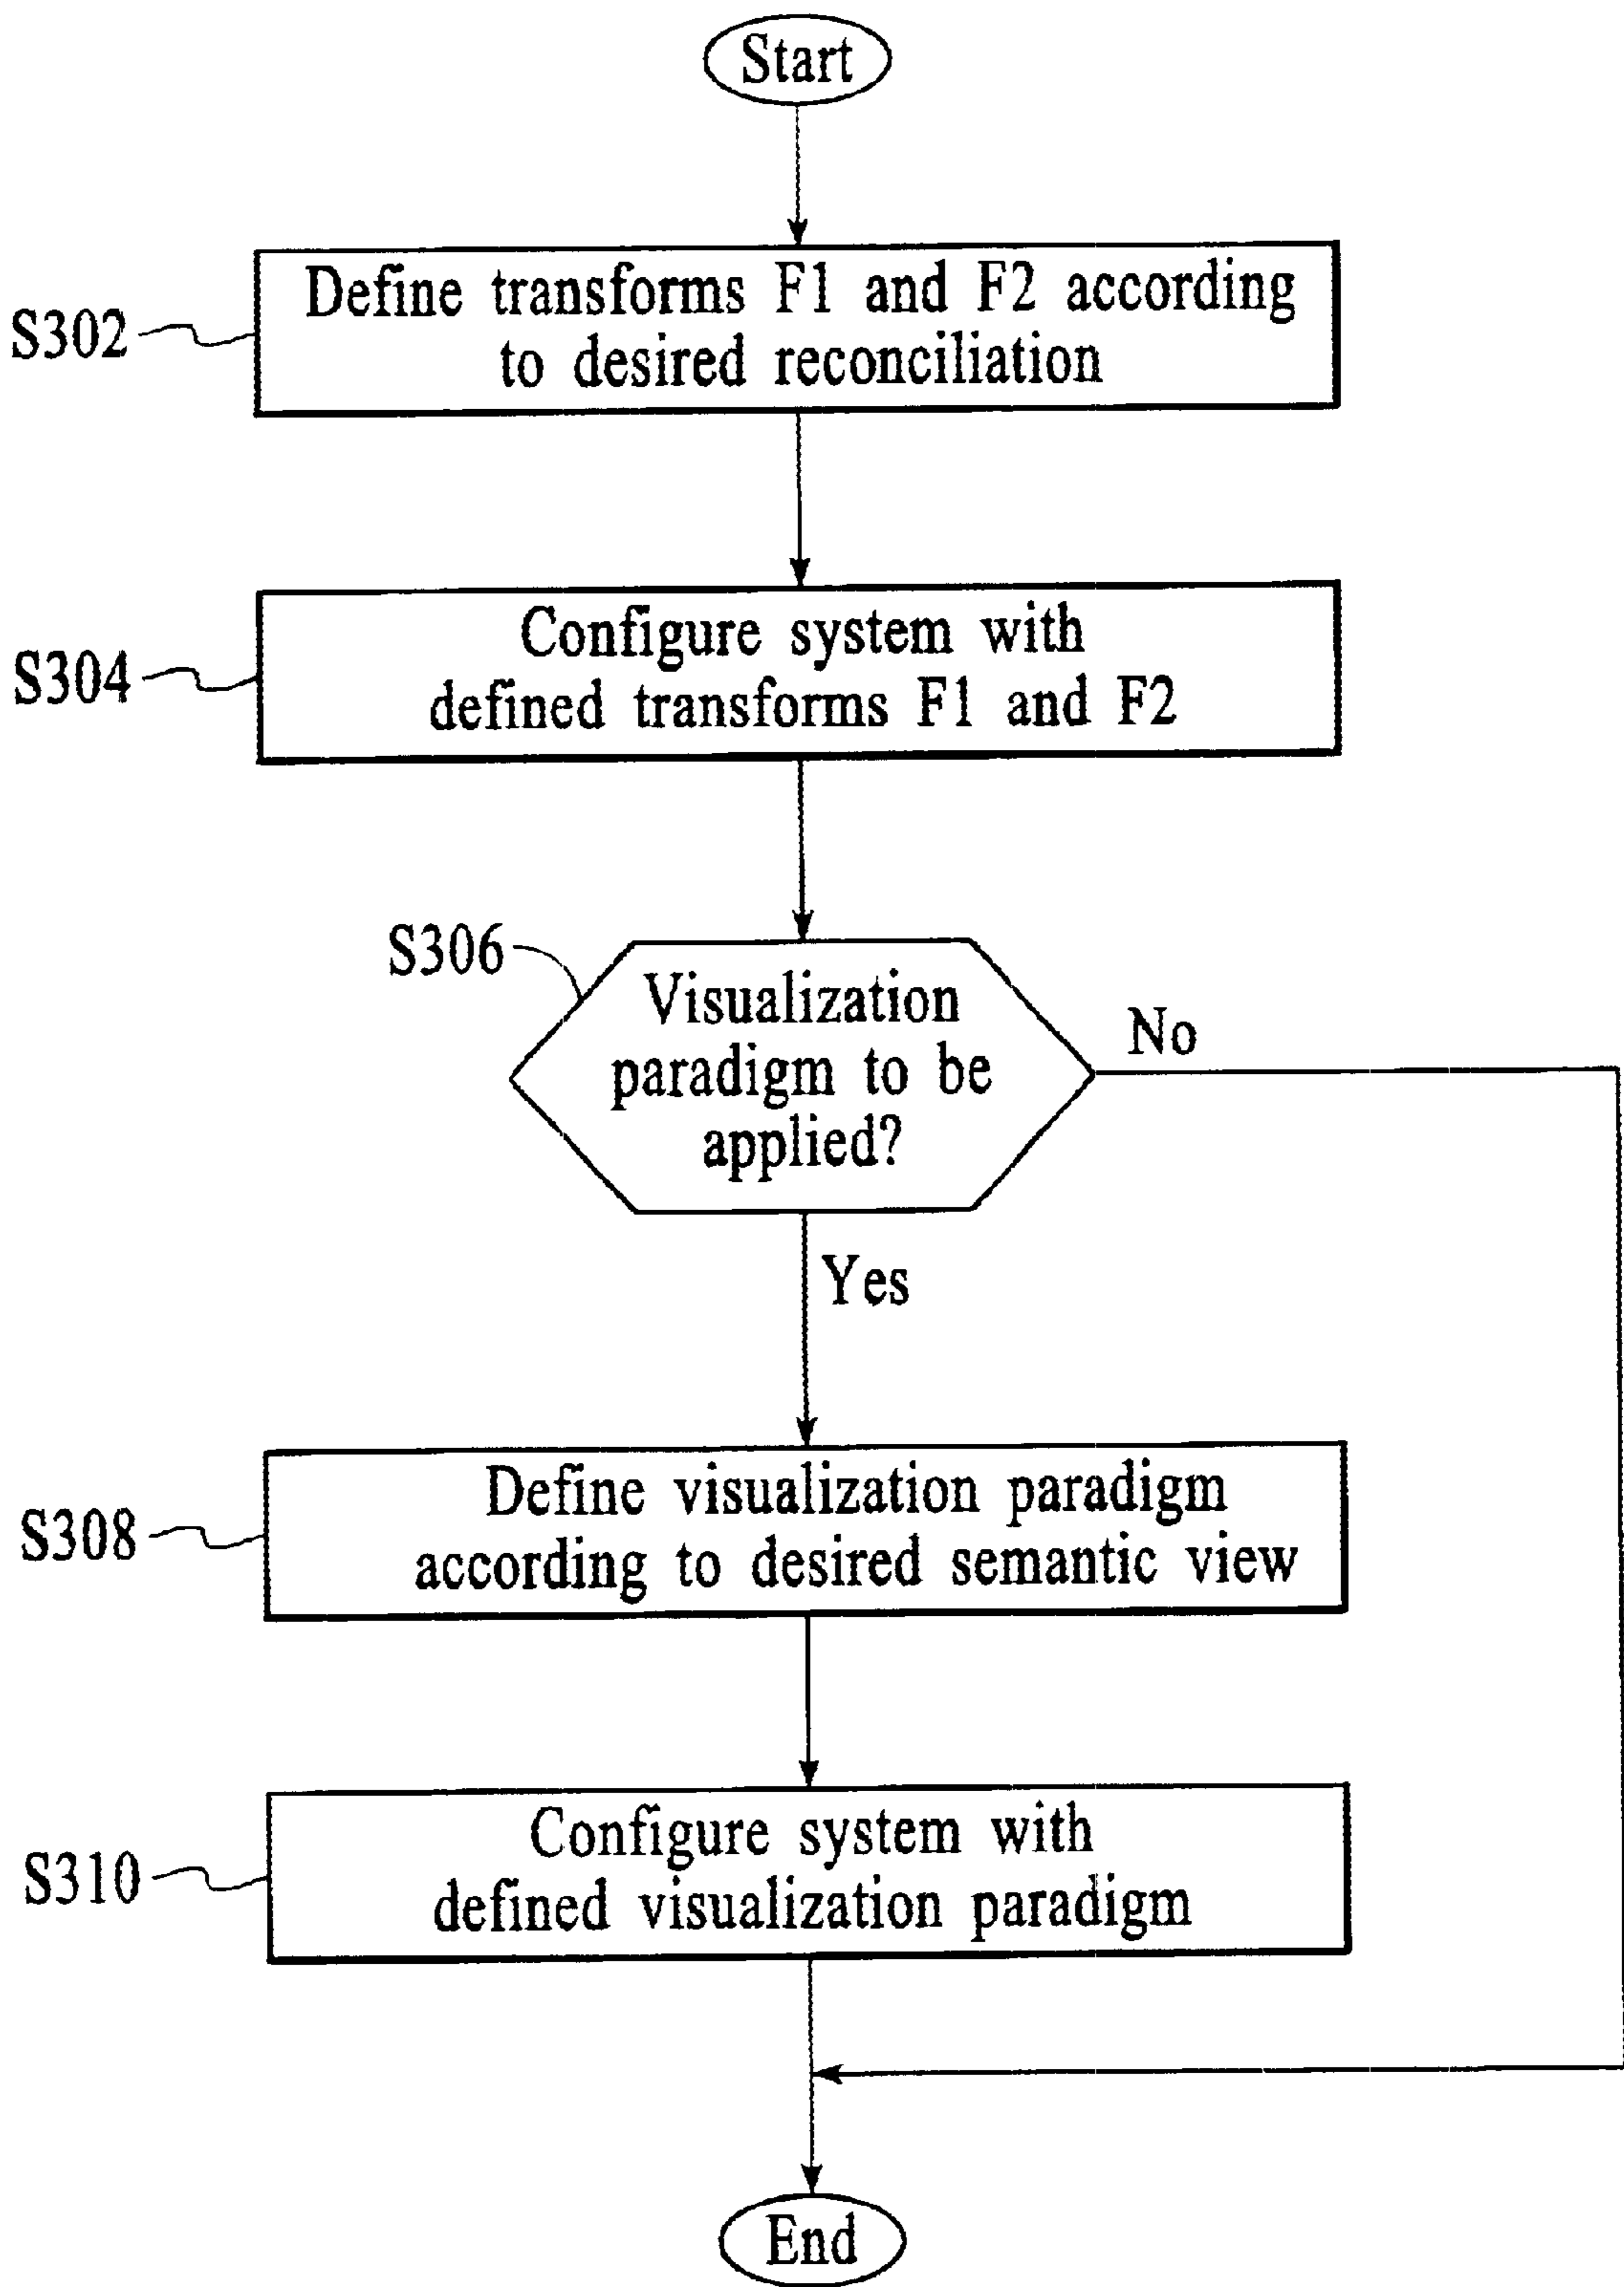 Start
S302
Define transforms F1 and F2 according
to desired reconciliation
S304
Configure system with
defined transforms F1 and F2
S306
Visualization
paradigm to be
applied?
No
Yes
S308
Define visualization paradigm
according to desired semantic view
S310
Configure system with
defined visualization paradigm
End